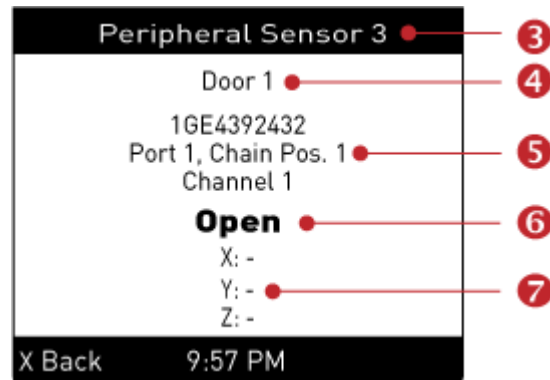 Peripheral Sensor 3 3
Door 1 4
1GE4392432
Port 1, Chain Pos. 1 5
Channel 1
Open 6
X: -
Y: - 7
Z: -
X Back 9:57 PM